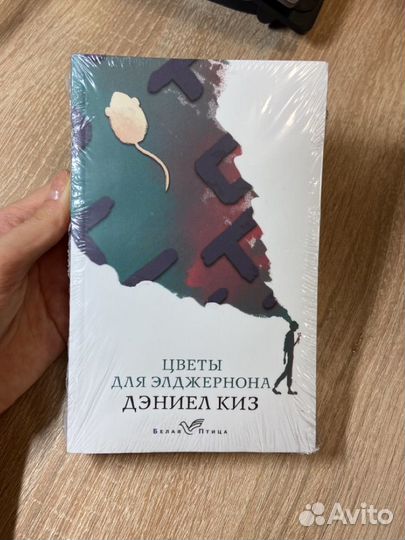 ЦВЕТЫ
ДЛЯ ЭЛДЖЕРНОНА
ДЭНИЕЛ КИЗ
БЕЛАЯ ПТИЦА
Avito